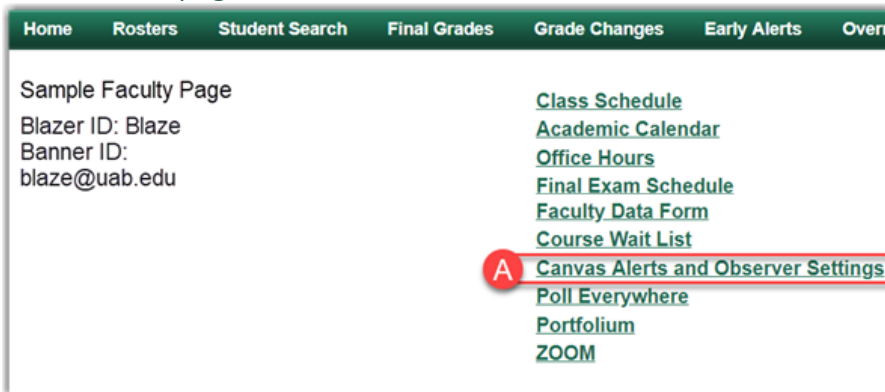 Home Rosters Student Search Final Grades Grade Changes Early Alerts
Sample Faculty Page
Blazer ID: Blaze
Banner ID:
blaze@uab.edu
Class Schedule
Academic Calendar
Office Hours
Final Exam Schedule
Faculty Data Form
Course Wait List
A Canvas Alerts and Observer Settings
Poll Everywhere
Portfolium
ZOOM